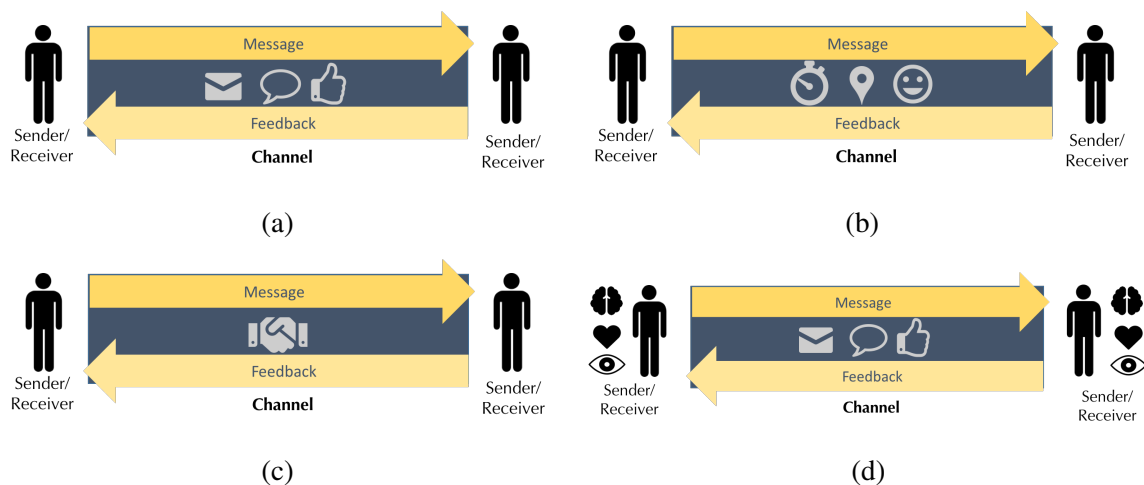 Message
Feedback
Sender/
Receiver
Sender/
Receiver
Channel
(a)
Message
Feedback
Sender/
Receiver
Sender/
Receiver
Channel
(b)
Message
Feedback
Sender/
Receiver
Sender/
Receiver
Channel
(c)
Message
Feedback
Sender/
Receiver
Sender/
Receiver
Channel
(d)